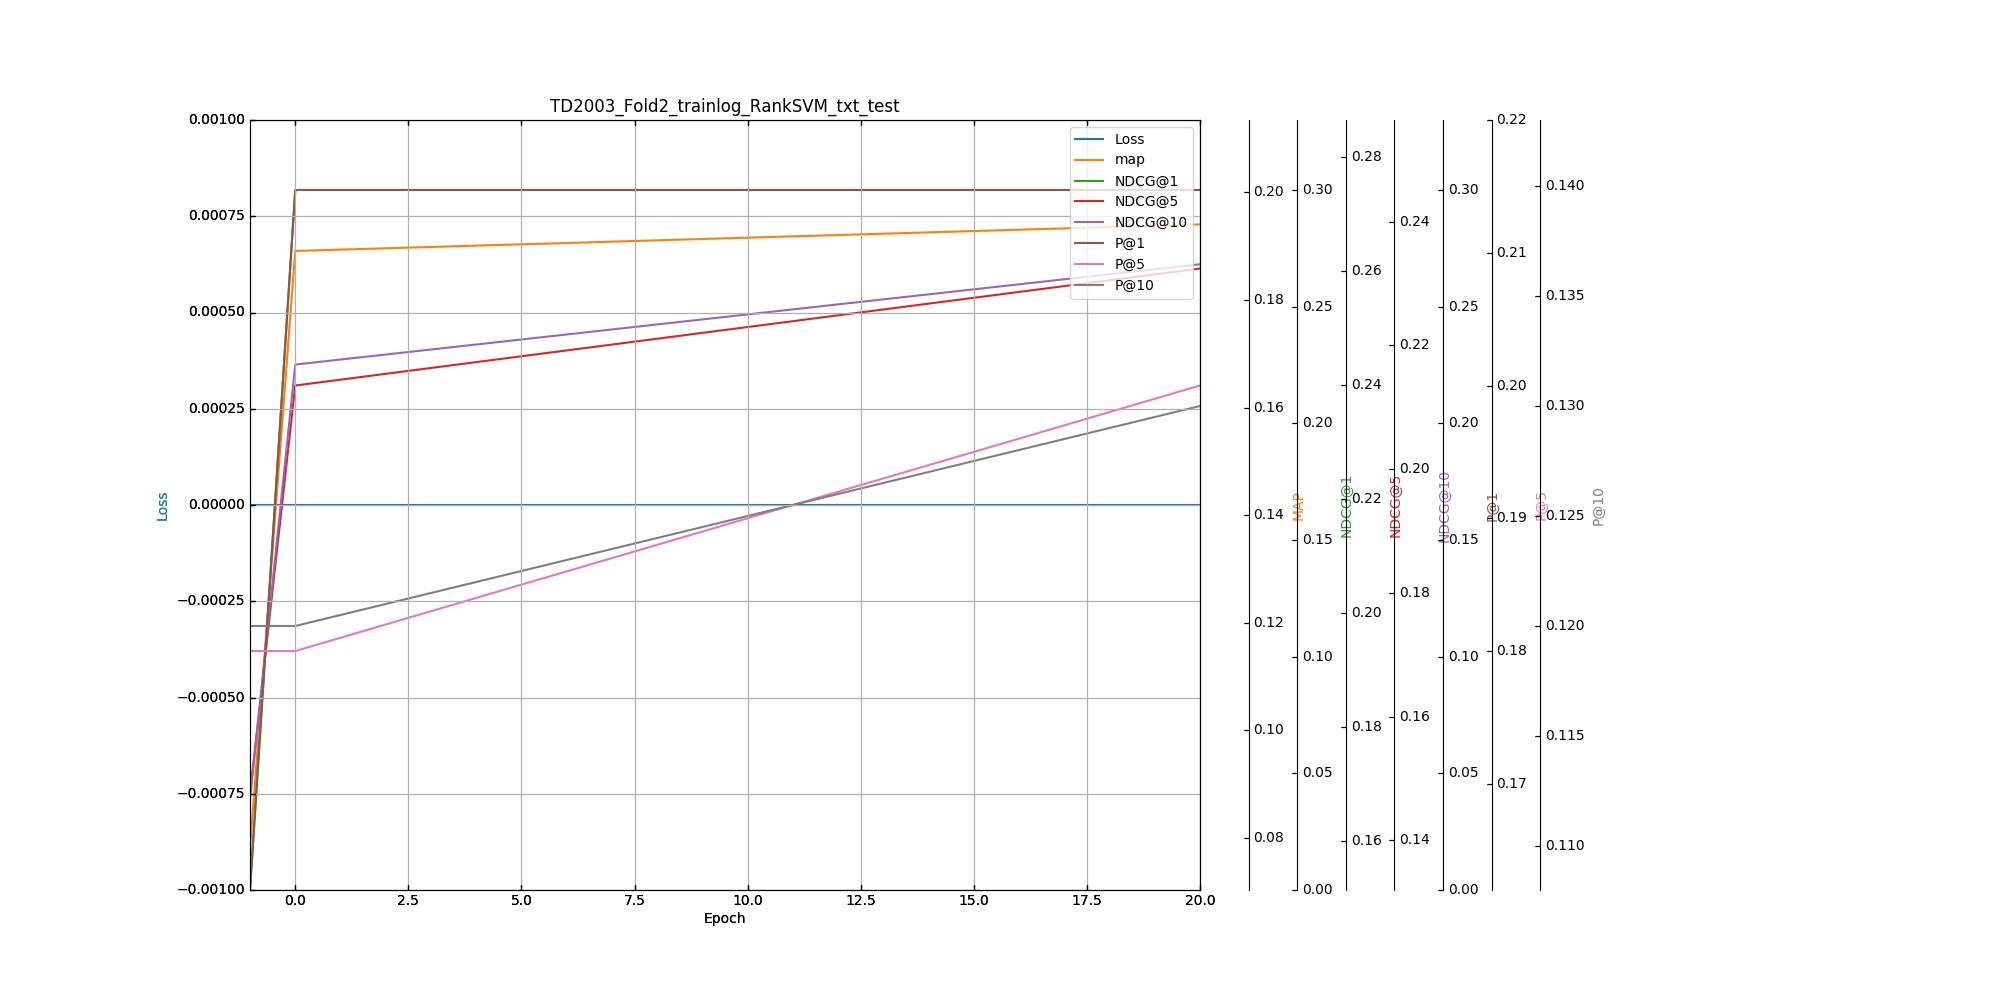 TD2003_Fold2_trainlog_RankSVM_txt_test
0.00100
0.00075
0.00050
0.00025
0.00000
−0.00025
−0.00050
−0.00075
−0.00100
Loss
0.0 2.5 5.0 7.5 10.0 12.5 15.0 17.5 20.0
Epoch
Loss
map
NDCG@1
NDCG@5
NDCG@10
P@1
P@5
P@10
0.20
0.18
0.16
0.14
0.12
0.10
0.08
MAP
0.30
0.25
0.20
0.15
0.10
0.05
0.00
NDCG@1
0.28
0.26
0.24
0.22
0.20
0.18
0.16
NDCG@5
0.24
0.22
0.20
0.18
0.16
0.14
NDCG@10
0.30
0.25
0.20
0.15
0.10
0.05
0.00
P@1
0.22
0.21
0.20
0.19
0.18
0.17
P@5
0.140
0.135
0.130
0.125
0.120
0.115
0.110
P@10